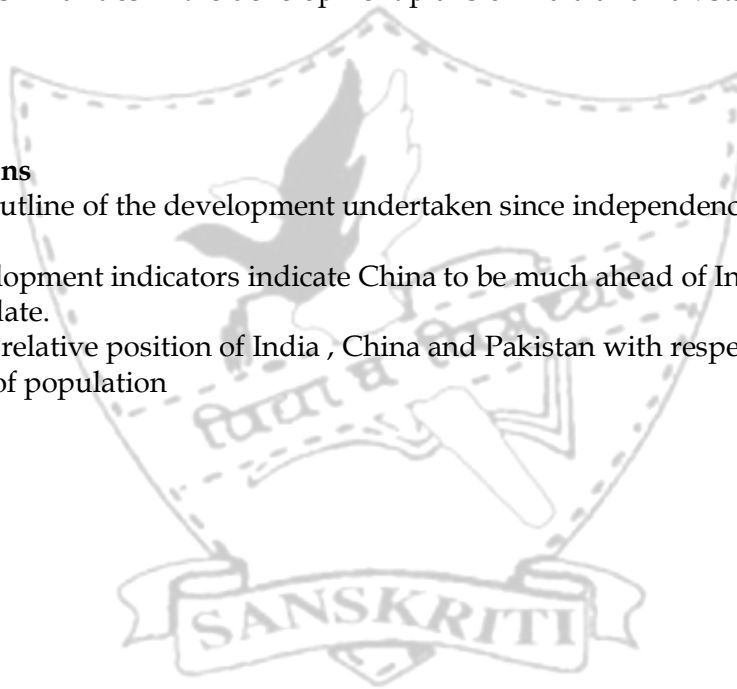 ns
utline of the development undertaken since independenc
lopment indicators indicate China to be much ahead of In
late.
relative position of India , China and Pakistan with respe
of population
SANSKRITI